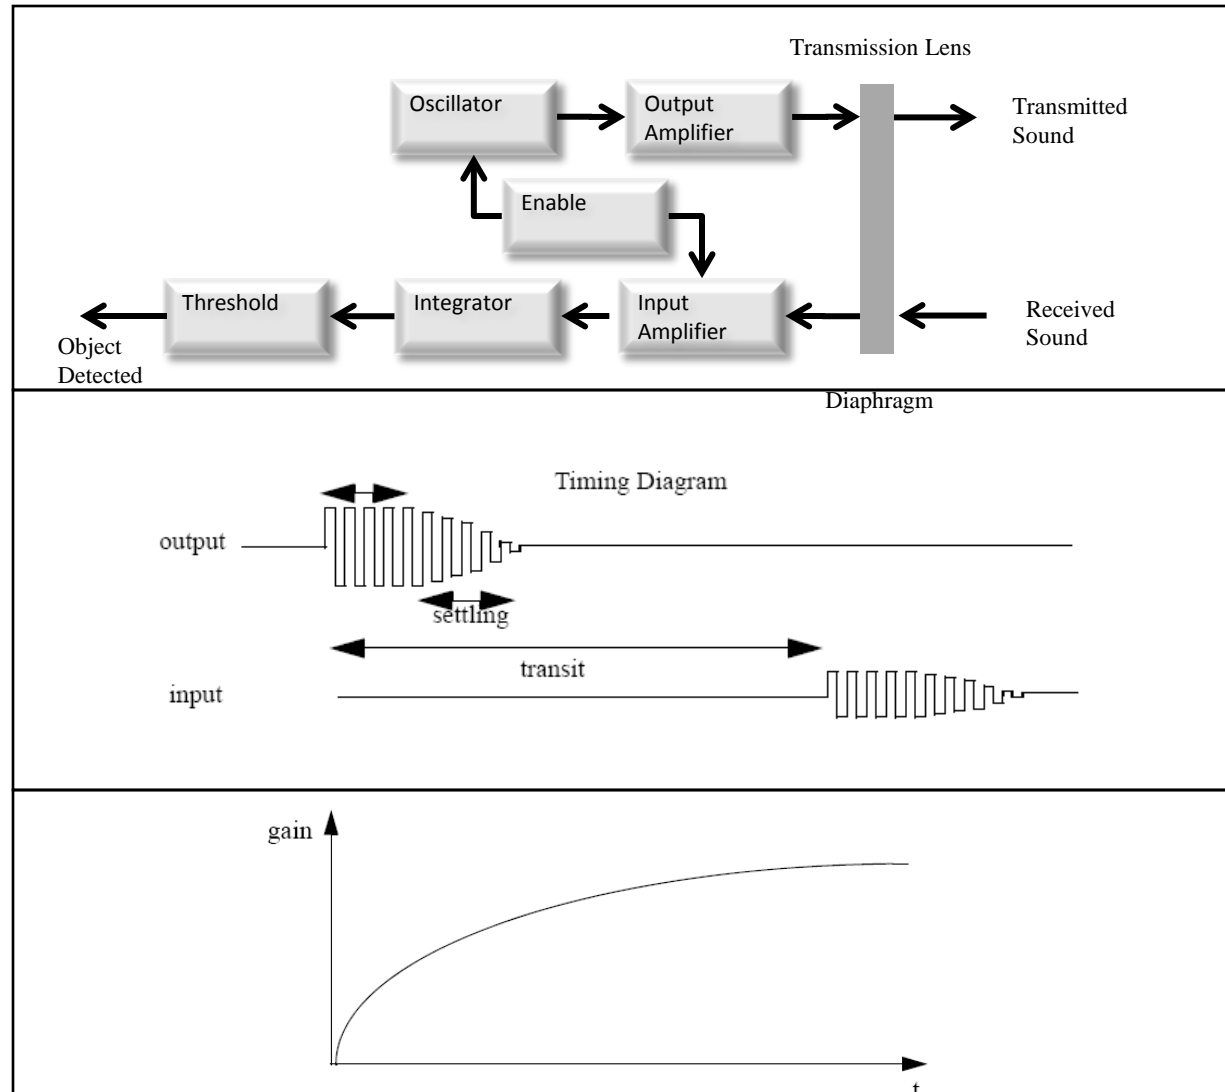 Transmission Lens
Oscillator
Output
Amplifier
Transmitted
Sound
Enable
Threshold
Integrator
Input
Amplifier
Received
Sound
Object
Detected
Diaphragm
Timing Diagram
output
settling
transit
input
gain
t